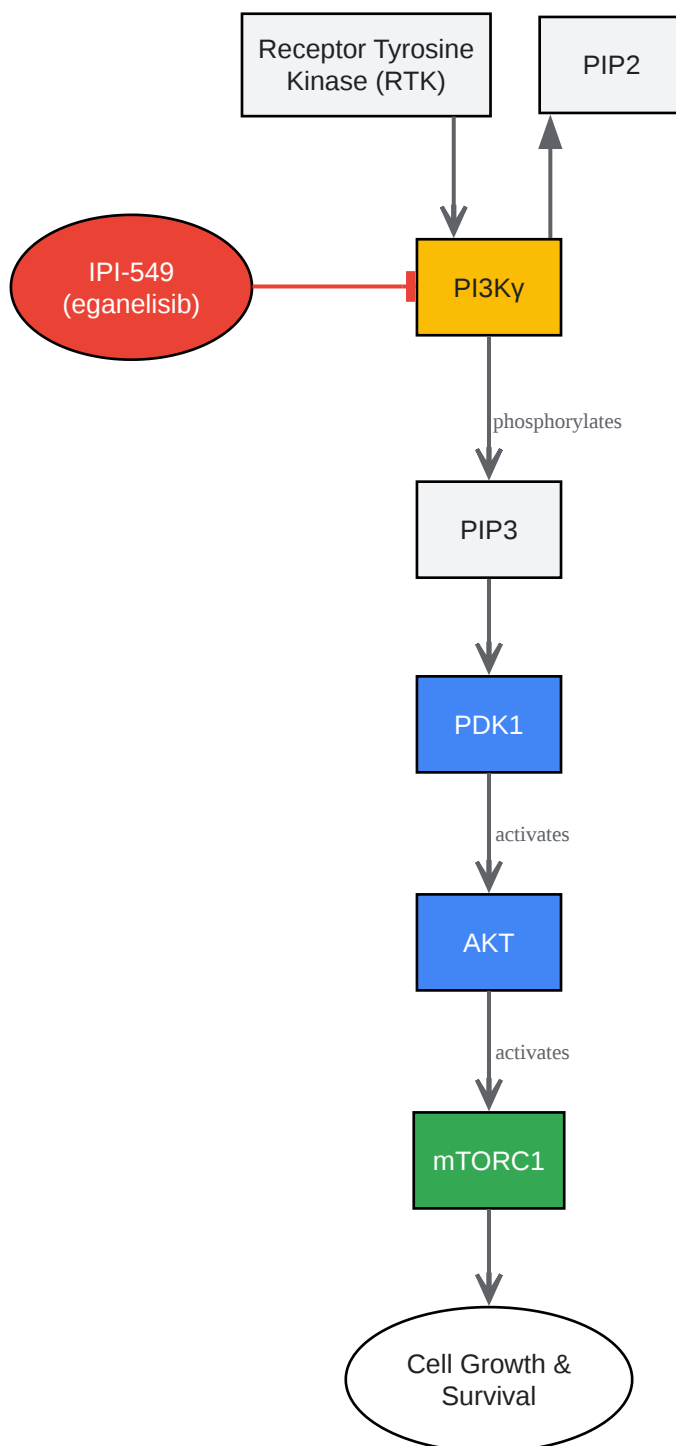 Receptor Tyrosine
Kinase (RTK)
PIP2
IPI-549
(eganelisib)
PI3Kγ
phosphorylates
PIP3
PDK1
activates
AKT
activates
mTORC1
Cell Growth &
Survival